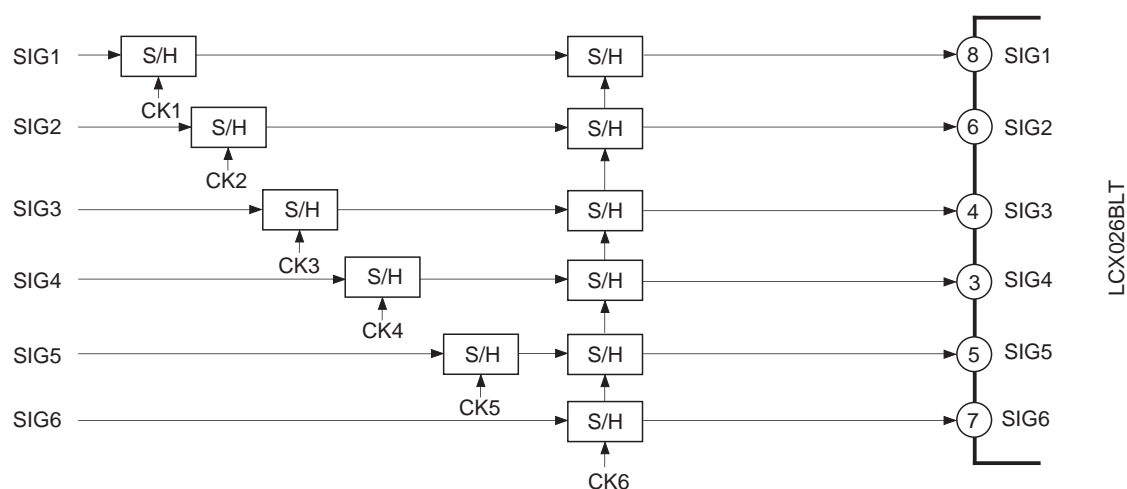 SIG1 S/H S/H 8 SIG1
CK1
SIG2 S/H S/H 6 SIG2
CK2
SIG3 S/H S/H 4 SIG3
CK3
SIG4 S/H S/H 3 SIG4
CK4
SIG5 S/H S/H 5 SIG5
CK5
SIG6 S/H 7 SIG6
CK6
LCX026BLT